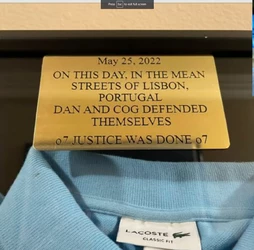 May 25, 2022
ON THIS DAY, IN THE MEAN
STREETS OF LISBON,
PORTUGAL
DAN AND COG DEFENDED
THEMSELVES
o7 JUSTICE WAS DONE o7
LACOSTE
CLASSIC FIT